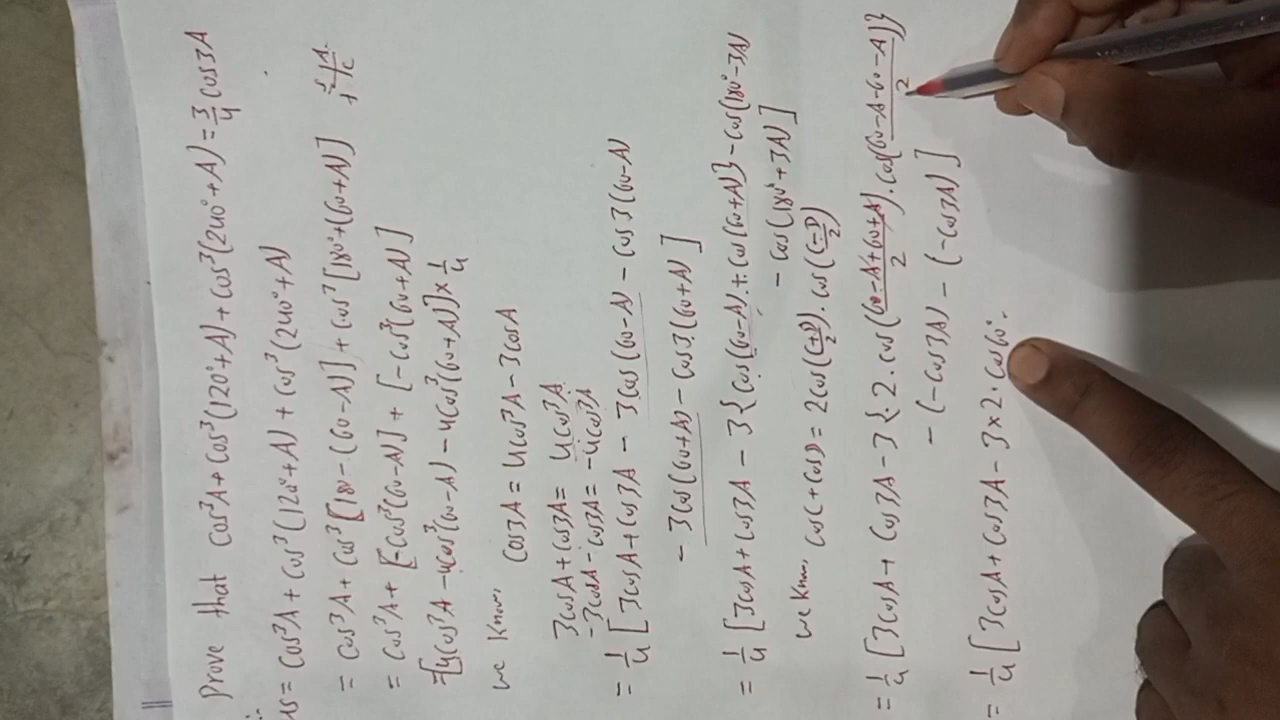 Prove that cos³A + cos³(120°+A) + cos³(240°+A) = 3/4 cos3A
= cos³A + cos³(120°+A) + cos³(240°+A)
= cos³A + cos³[180-(60-A)] + cos³[180°+(60+A)]
= cos³A + [-cos³(60-A)] + [-cos³(60+A)]
=[4cos³A - 4cos³(60-A) - 4cos³(60+A)] × 1/4
we know, cos3A = 4cos³A - 3cosA
3cosA + cos3A = 4cos³A
-3cosA - cos3A = -4cos³A
= 1/4 [3cosA + cos3A - 3cos(60-A) - cos3(60-A)
- 3cos(60+A) - cos3(60+A)]
= 1/4 [3cosA + cos3A - 3{cos(60-A) + cos(60+A)} - cos(180°-3A)
- cos(180°+3A)]
we know, cosC + cosD = 2cos(C+D/2). cos(C-D/2)
= 1/4 [3cosA + cos3A - 3{2.cos(60-A+60+A/2).cos(60-A-60-A/2)}
- (-cos3A) - (-cos3A)]
= 1/4 [3cosA + cos3A - 3×2.cos60°.